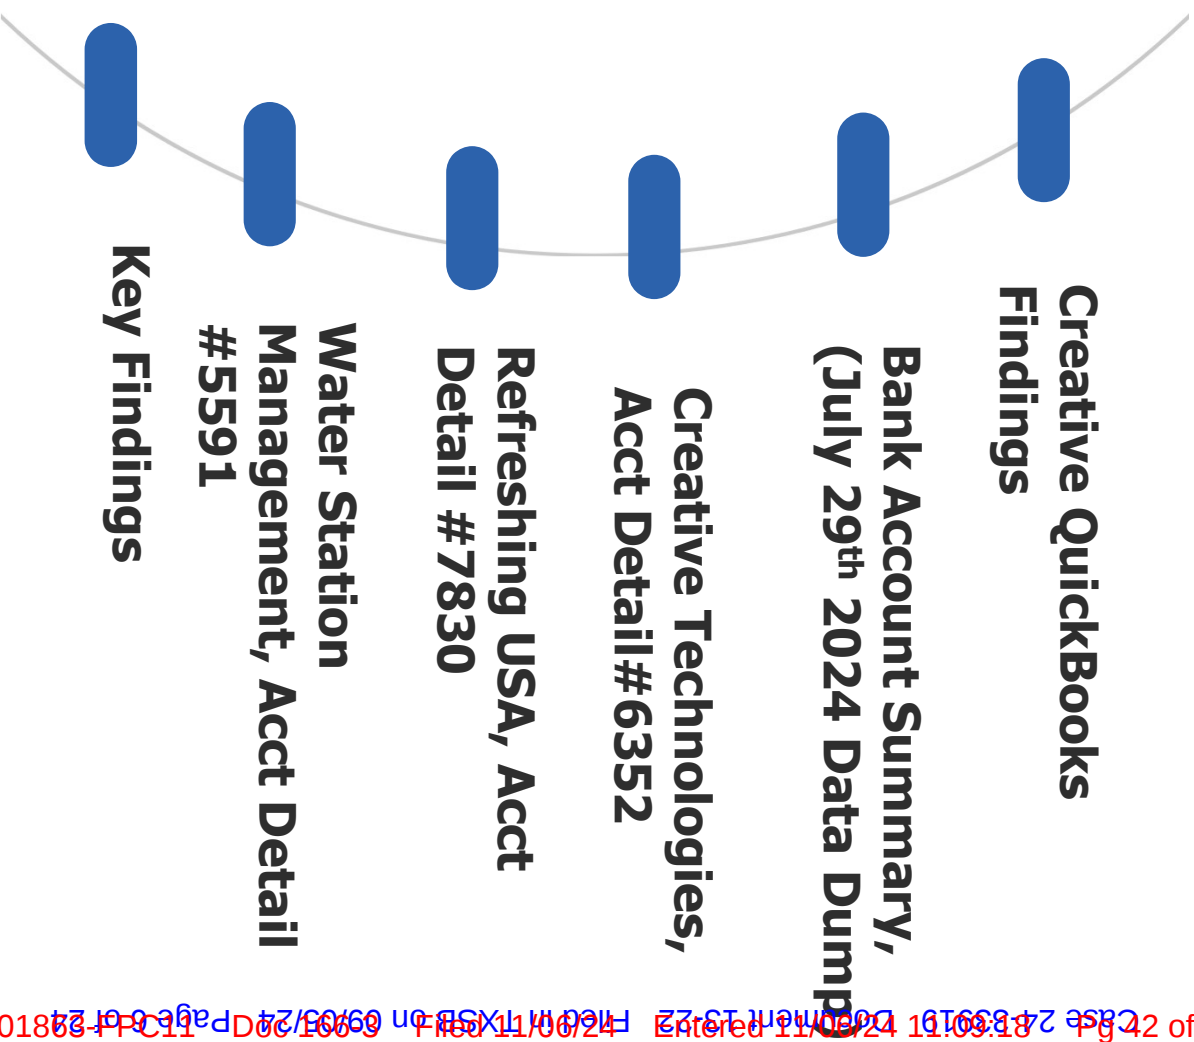 Creative QuickBooks
Findings
Bank Account Summary,
(July 29th 2024 Data Dump)
Creative Technologies,
Acct Detail#6352
Refreshing USA, Acct
Detail #7830
Water Station
Management, Acct Detail
#5591
Key Findings
01863-FPC11 Doc 166-3 Filed 11/06/24 Entered 11/06/24 11:09:18 Pg 42 of
Case Document 13-22 Filed in TXSB on 09/05/24 Page 6 of 24